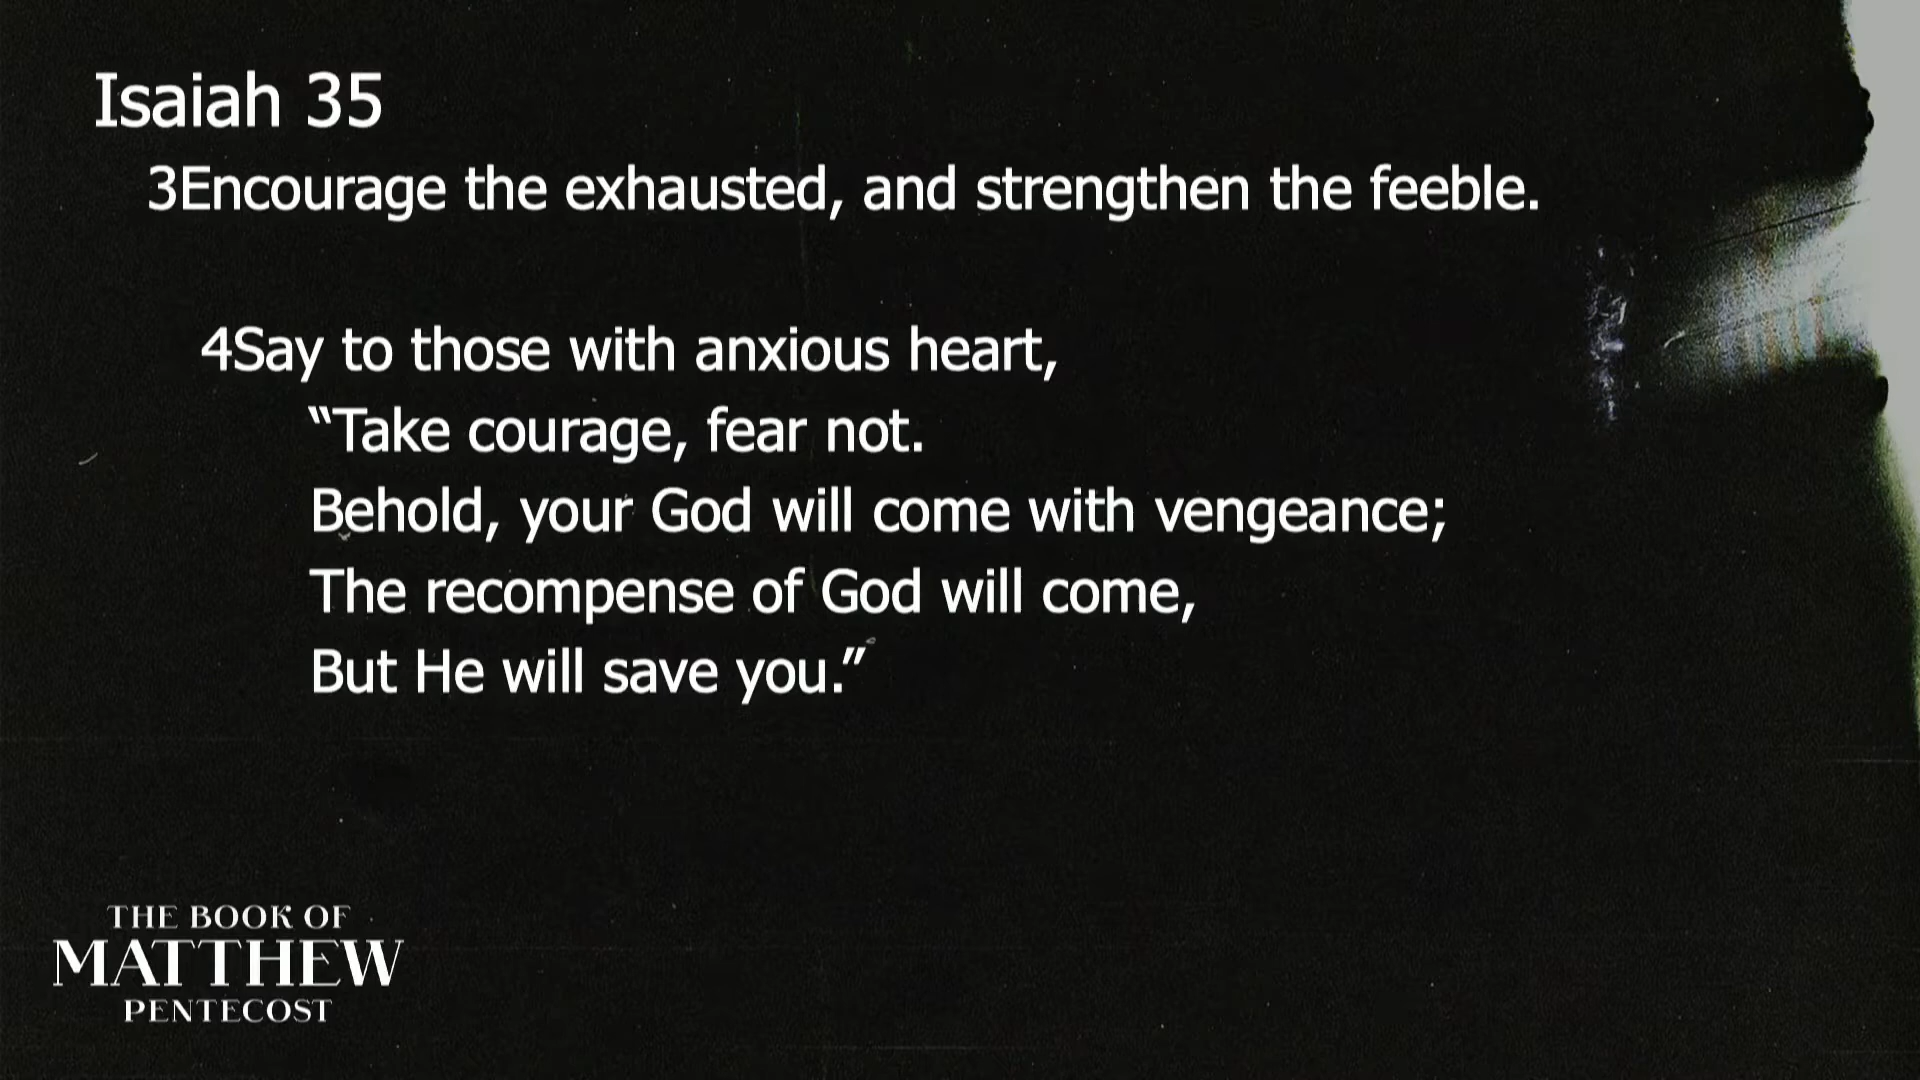 Isaiah 35
3Encourage the exhausted, and strengthen the feeble.
4Say to those with anxious heart,
“Take courage, fear not.
Behold, your God will come with vengeance;
The recompense of God will come,
But He will save you.”
THE BOOK OF
MATTHEW
PENTECOST